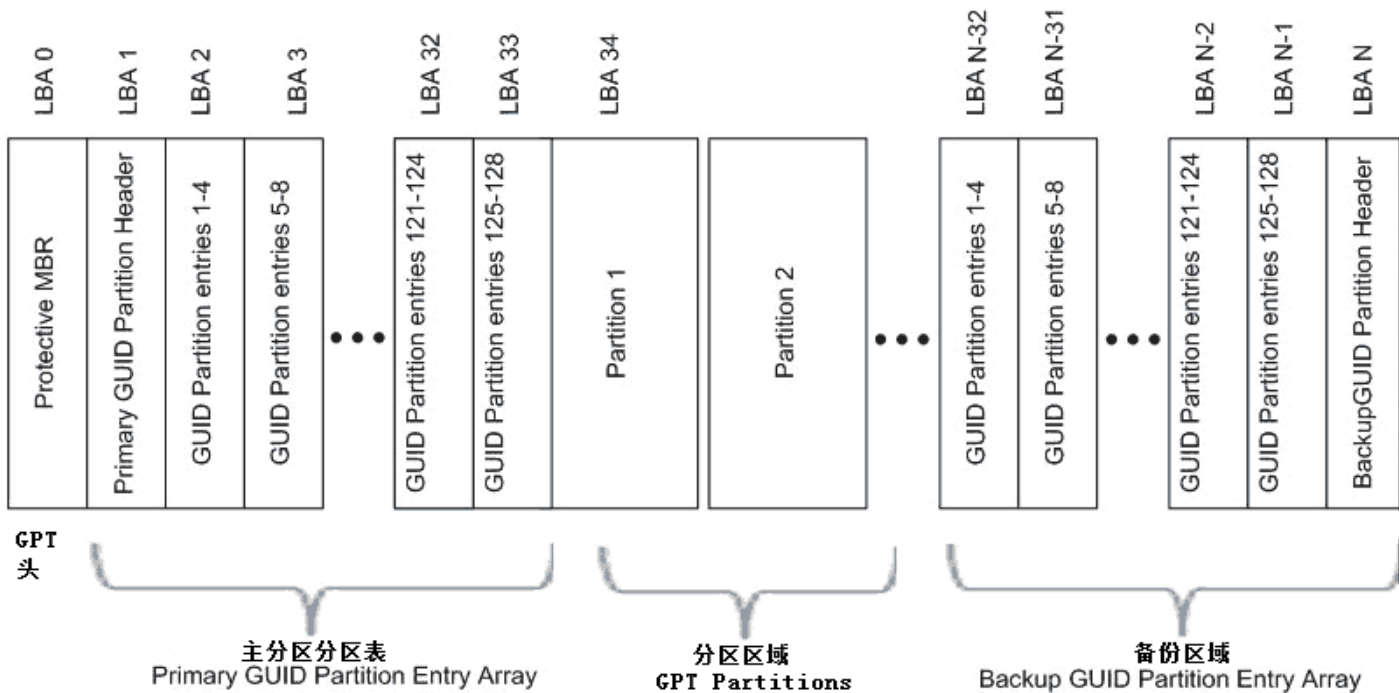 LBA 0
LBA 1
LBA 2
LBA 3
LBA 32
LBA 33
LBA 34
LBA N-32
LBA N-31
LBA N-2
LBA N-1
LBA N
Protective MBR
Primary GUID Partition Header
GUID Partition entries 1-4
GUID Partition entries 5-8
GUID Partition entries 121-124
GUID Partition entries 125-128
Partition 1
Partition 2
GUID Partition entries 1-4
GUID Partition entries 5-8
GUID Partition entries 121-124
GUID Partition entries 125-128
BackupGUID Partition Header
GPT
头
主分区分区表
Primary GUID Partition Entry Array
分区区域
GPT Partitions
备份区域
Backup GUID Partition Entry Array